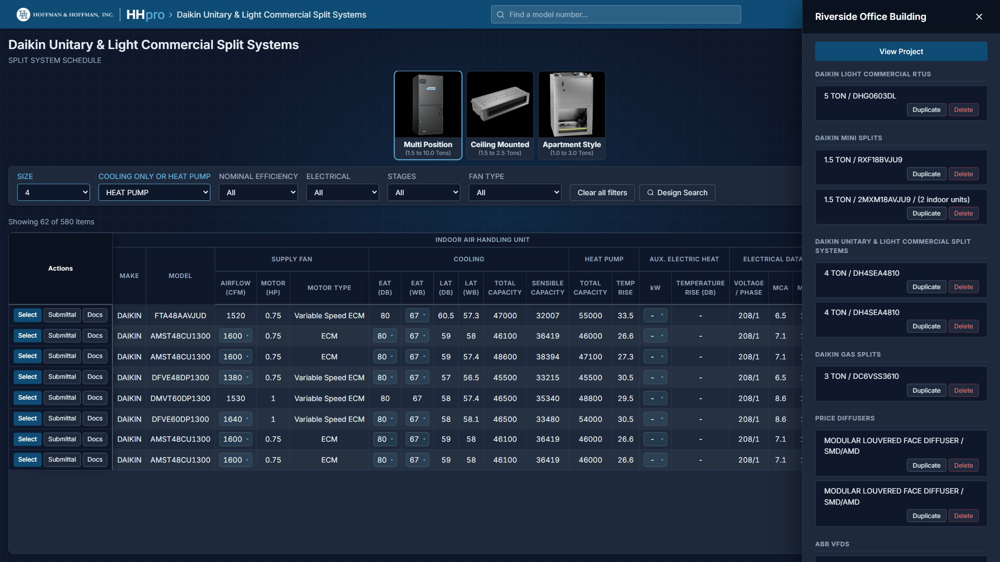 HOFFMAN & HOFFMAN, INC.
HHpro › Daikin Unitary & Light Commercial Split Systems
Find a model number...
Daikin Unitary & Light Commercial Split Systems
SPLIT SYSTEM SCHEDULE
Multi Position
(1.5 to 10.0 Tons)
Ceiling Mounted
(1.5 to 2.5 Tons)
Apartment Style
(1.0 to 3.0 Tons)
SIZE
4
COOLING ONLY OR HEAT PUMP
HEAT PUMP
NOMINAL EFFICIENCY
All
ELECTRICAL
All
STAGES
All
FAN TYPE
All
Clear all filters
Design Search
Showing 62 of 580 items
INDOOR AIR HANDLING UNIT
Actions MAKE MODEL
SUPPLY FAN COOLING HEAT PUMP AUX. ELECTRIC HEAT ELECTRICAL DATA
AIRFLOW (CFM) MOTOR (HP) MOTOR TYPE EAT (DB) EAT (WB) LAT (DB) LAT (WB) TOTAL CAPACITY SENSIBLE CAPACITY TOTAL CAPACITY TEMP RISE kW TEMPERATURE RISE (DB) VOLTAGE / PHASE MCA
Select Submittal Docs DAIKIN FTA48AAVJUD 1520 0.75 Variable Speed ECM 80 67 60.5 57.3 47000 32007 55000 33.5 - - 208/1 6.5
Select Submittal Docs DAIKIN AMST48CU1300 1600 0.75 ECM 80 67 59 58 46100 36419 46000 26.6 - - 208/1 7.1
Select Submittal Docs DAIKIN AMST48CU1300 1600 0.75 ECM 80 67 59 57.4 48600 38394 47100 27.3 - - 208/1 7.1
Select Submittal Docs DAIKIN DFVE48DP1300 1380 0.75 Variable Speed ECM 80 67 57 56.5 45500 33215 45500 30.5 - - 208/1 6.5
Select Submittal Docs DAIKIN DMVT60DP1300 1530 1 Variable Speed ECM 80 67 58 57.4 46500 35340 48800 29.5 - - 208/1 8.6
Select Submittal Docs DAIKIN DFVE60DP1300 1640 1 Variable Speed ECM 80 67 58 58.1 46500 33480 54000 30.5 - - 208/1 8.6
Select Submittal Docs DAIKIN AMST48CU1300 1600 0.75 ECM 80 67 59 58 46100 36419 46000 26.6 - - 208/1 7.1
Select Submittal Docs DAIKIN AMST48CU1300 1600 0.75 ECM 80 67 59 58 46100 36419 46000 26.6 - - 208/1 7.1
Riverside Office Building
View Project
DAIKIN LIGHT COMMERCIAL RTUS
5 TON / DHG0603DL
Duplicate Delete
DAIKIN MINI SPLITS
1.5 TON / RXF18BVJU9
Duplicate Delete
1.5 TON / 2MXM18AVJU9 / (2 indoor units)
Duplicate Delete
DAIKIN UNITARY & LIGHT COMMERCIAL SPLIT
SYSTEMS
4 TON / DH4SEA4810
Duplicate Delete
4 TON / DH4SEA4810
Duplicate Delete
DAIKIN GAS SPLITS
3 TON / DC6VSS3610
Duplicate Delete
PRICE DIFFUSERS
MODULAR LOUVERED FACE DIFFUSER /
SMD/AMD
Duplicate Delete
MODULAR LOUVERED FACE DIFFUSER /
SMD/AMD
Duplicate Delete
ABB VFDS